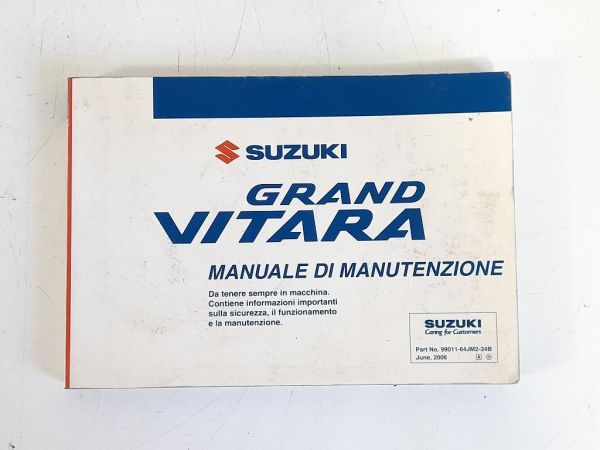 SUZUKI
GRAND
VITARA
MANUALE DI MANUTENZIONE
Da tenere sempre in macchina.
Contiene informazioni importanti
sulla sicurezza, il funzionamento
e la manutenzione.
SUZUKI
Caring for Customers
Part No. 99011-64JM2-34B
June, 2006 A P